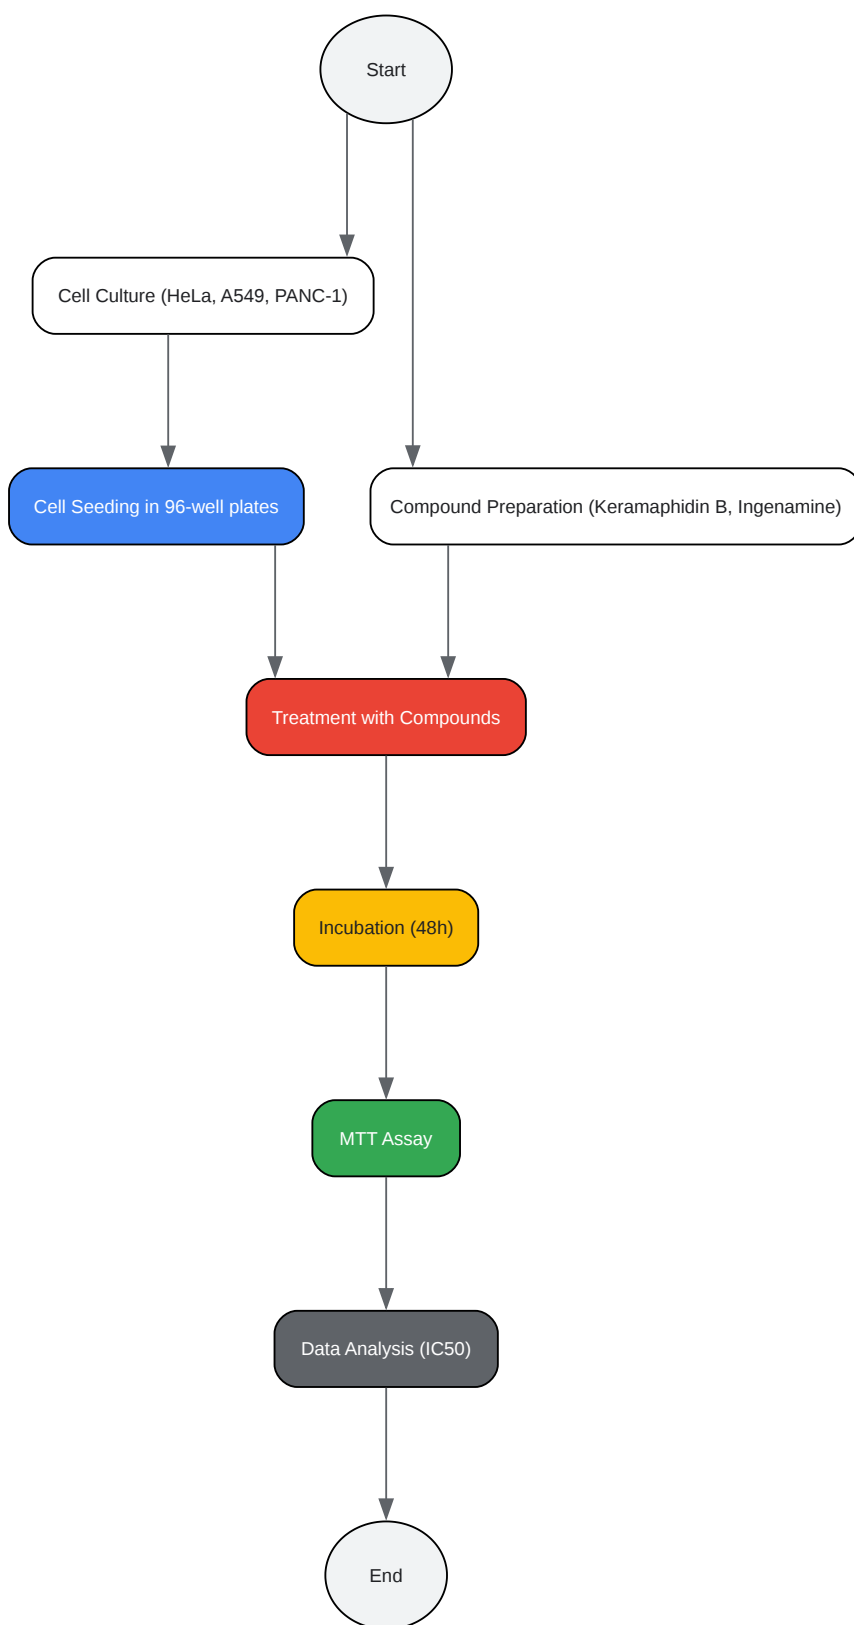 Start
Cell Culture (HeLa, A549, PANC-1)
Cell Seeding in 96-well plates
Compound Preparation (Keramaphidin B, Ingenamine)
Treatment with Compounds
Incubation (48h)
MTT Assay
Data Analysis (IC50)
End